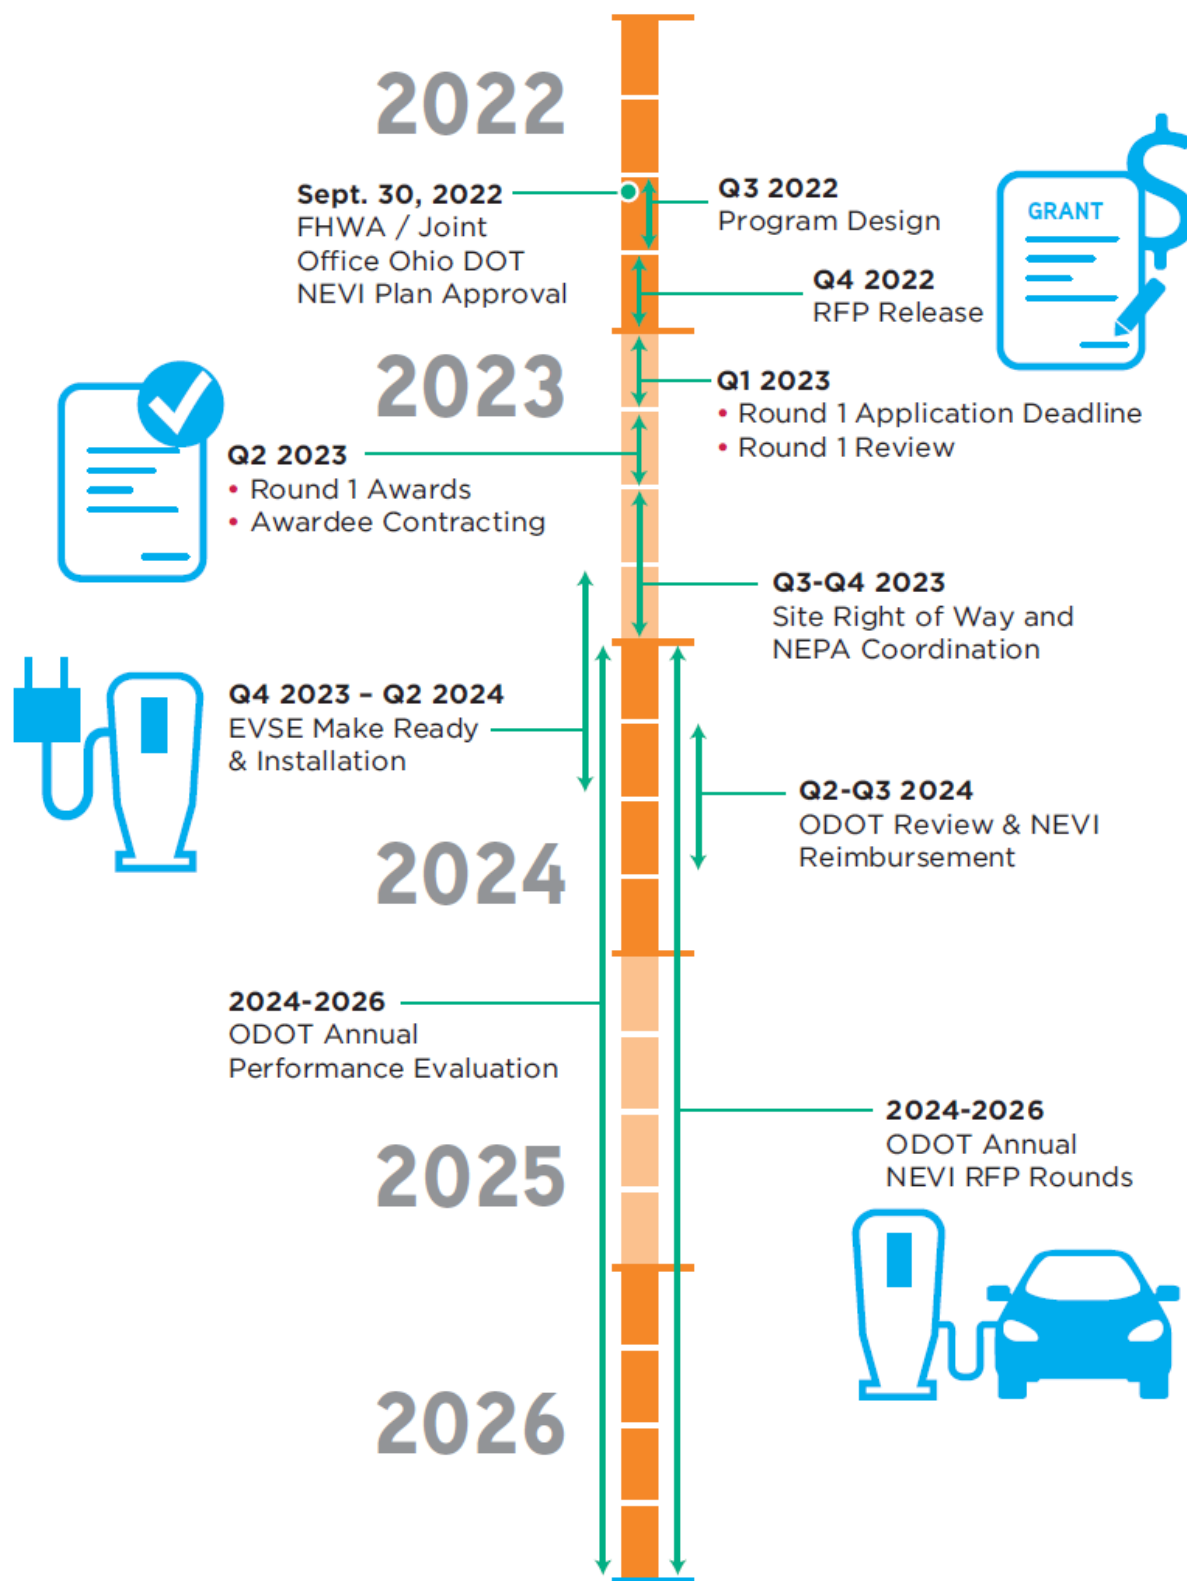 2022
Sept. 30, 2022
FHWA / Joint
Office Ohio DOT
NEVI Plan Approval
Q3 2022
Program Design
GRANT
$
Q4 2022
RFP Release
2023
Q1 2023
• Round 1 Application Deadline
• Round 1 Review
Q2 2023
• Round 1 Awards
• Awardee Contracting
Q3-Q4 2023
Site Right of Way and
NEPA Coordination
Q4 2023 – Q2 2024
EVSE Make Ready
& Installation
Q2-Q3 2024
ODOT Review & NEVI
Reimbursement
2024
2024-2026
ODOT Annual
Performance Evaluation
2024-2026
ODOT Annual
NEVI RFP Rounds
2025
2026